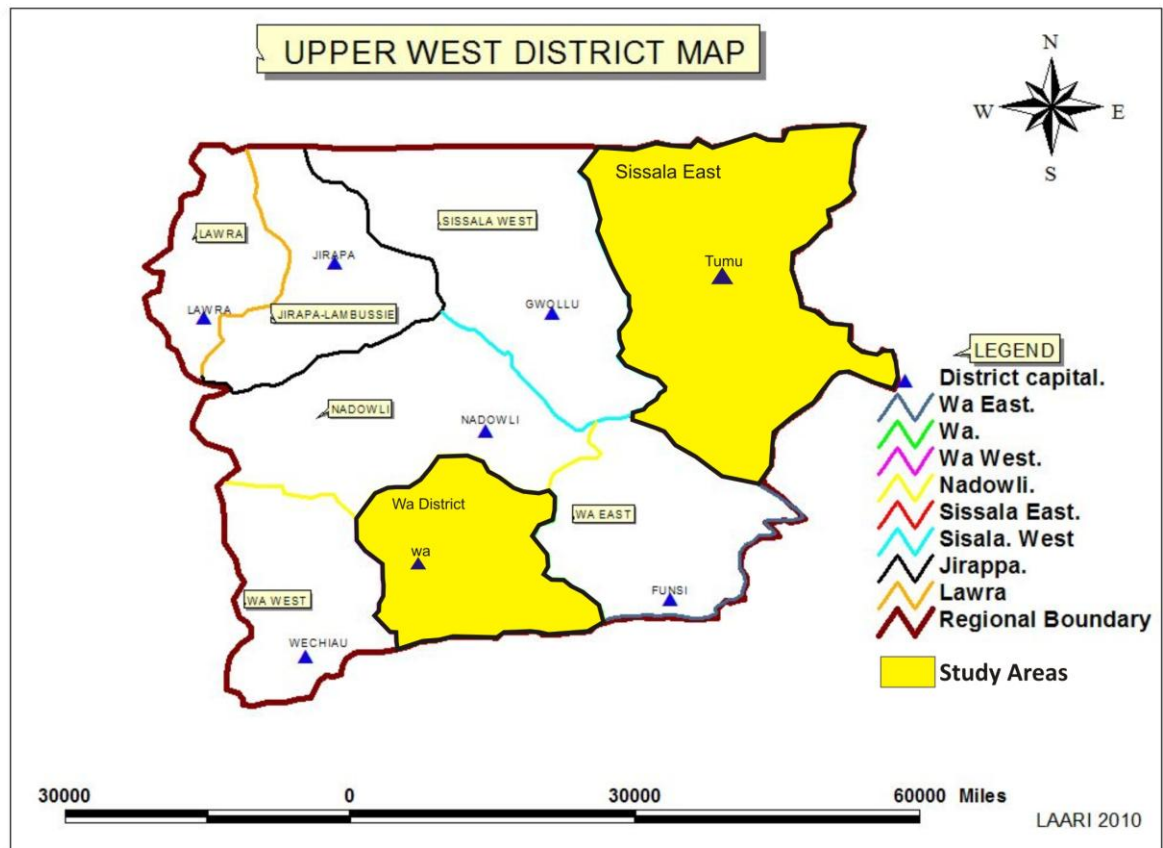 UPPER WEST DISTRICT MAP
N
W
E
S
Sissala East
SISSALA WEST
LAWRA
JIRAPA
Tumu
GWOLLU
LAWRA
JIRAPA-LAMBUSSIE
LEGEND
District capital.
Wa East.
Wa.
Wa West.
Nadowli.
Sissala East.
Sisala. West
Jirappa.
Lawra
Regional Boundary
Study Areas
NADOWLI
NADOWLI
Wa District
WA EAST
wa
FUNSI
WA WEST
WECHIAU
30000 0 30000 60000 Miles
LAARI 2010